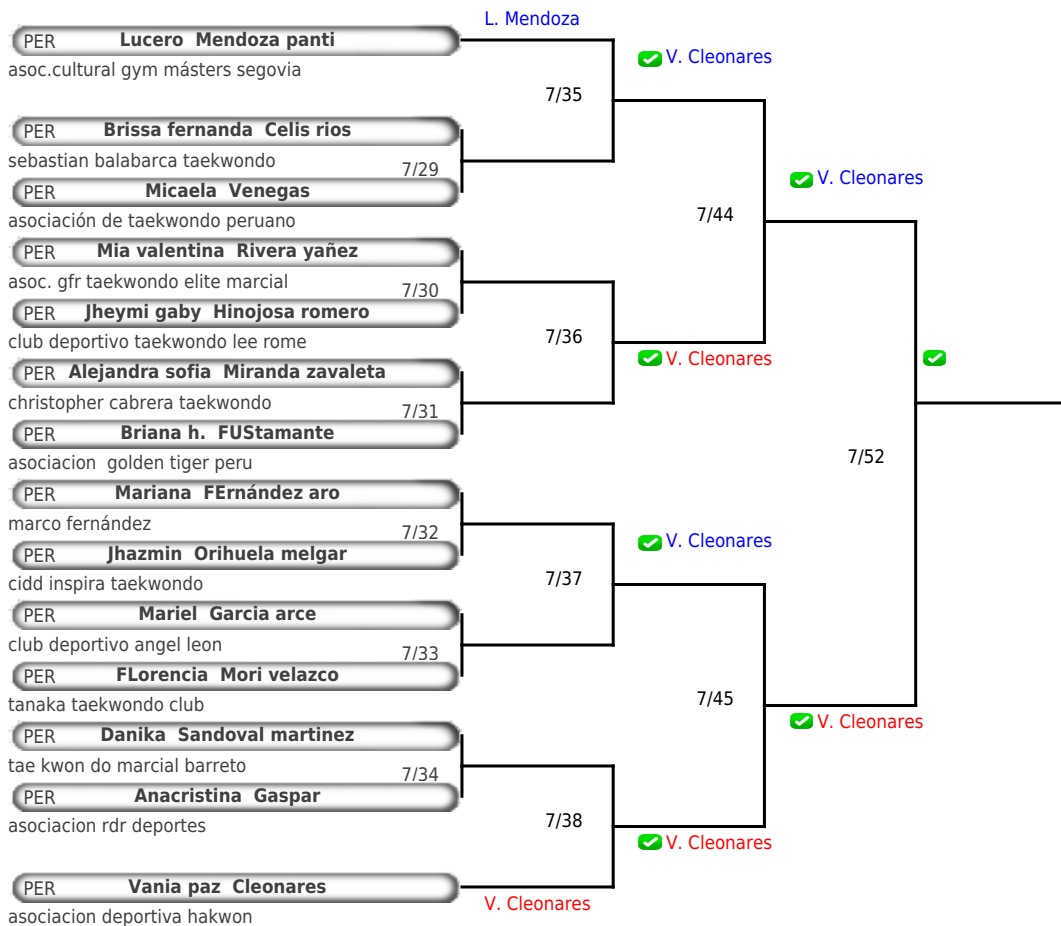 L. Mendoza
PER Lucero Mendoza panti
asoc.cultural gym másters segovia
V. Cleonares
7/35
PER Brissa fernanda Celis rios
sebastian balabarca taekwondo
7/29
PER Micaela Venegas
asociación de taekwondo peruano
V. Cleonares
7/44
PER Mia valentina Rivera yañez
asoc. gfr taekwondo elite marcial
7/30
PER Jheymi gaby Hinojosa romero
club deportivo taekwondo lee rome
7/36
V. Cleonares
PER Alejandra sofia Miranda zavaleta
christopher cabrera taekwondo
7/31
PER Briana h. FUStamante
asociacion golden tiger peru
7/52
PER Mariana FErnández aro
marco fernández
7/32
PER Jhazmin Orihuela melgar
cidd inspira taekwondo
V. Cleonares
7/37
PER Mariel Garcia arce
club deportivo angel leon
7/33
PER FLorencia Mori velazco
tanaka taekwondo club
7/45
V. Cleonares
PER Danika Sandoval martinez
tae kwon do marcial barreto
7/34
PER Anacristina Gaspar
asociacion rdr deportes
7/38
V. Cleonares
PER Vania paz Cleonares
asociacion deportiva hakwon
V. Cleonares